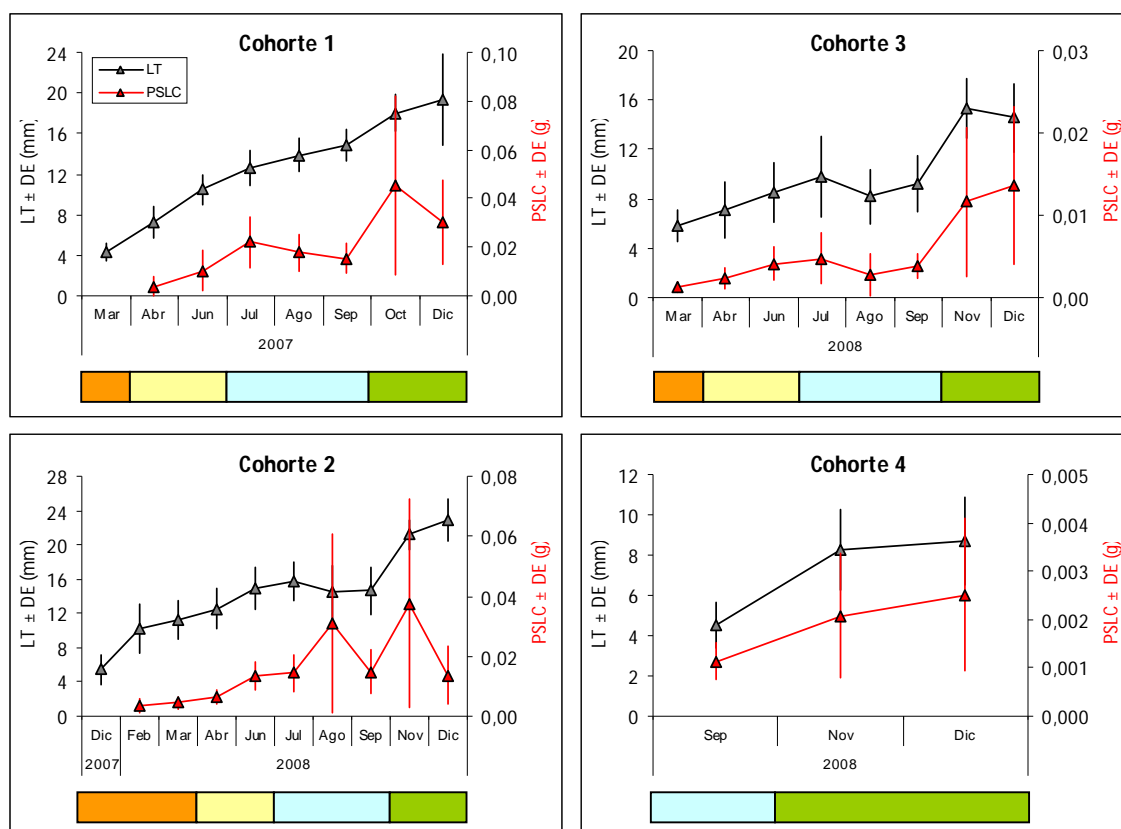 Cohorte 1
LT
PSLC
24
20
16
12
8
4
0
LT ± DE (mm)
0,10
0,08
0,06
0,04
0,02
0,00
PSLC ± DE (g)
Mar Abr Jun Jul Ago Sep Oct Dic
2007
Cohorte 3
20
16
12
8
4
0
LT ± DE (mm)
0,03
0,02
0,01
0,00
PSLC ± DE (g)
Mar Abr Jun Jul Ago Sep Nov Dic
2008
Cohorte 2
28
24
20
16
12
8
4
0
LT ± DE (mm)
0,08
0,06
0,04
0,02
0,00
PSLC ± DE (g)
Dic Feb Mar Abr Jun Jul Ago Sep Nov Dic
2007 2008
Cohorte 4
12
10
8
6
4
2
0
LT ± DE (mm)
0,005
0,004
0,003
0,002
0,001
0,000
PSLC ± DE (g)
Sep Nov Dic
2008